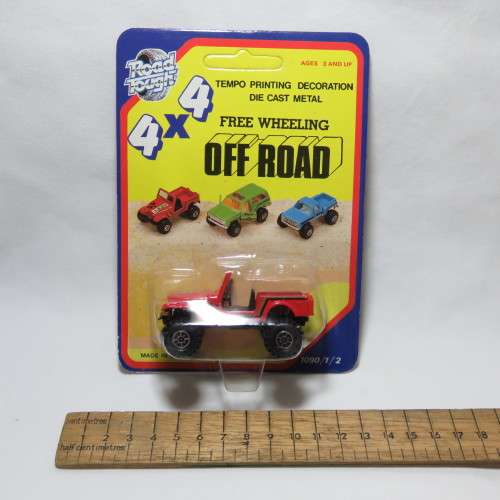 Road
Tough
AGES 3 AND UP
4x4
TEMPO PRINTING DECORATION
DIE CAST METAL
FREE WHEELING
OFF ROAD
MADE IN
1090/1/2
centimetres
2 3 4 5 6 7 8 9 10 11 12 13 14 15 16 17 18
half centimetres